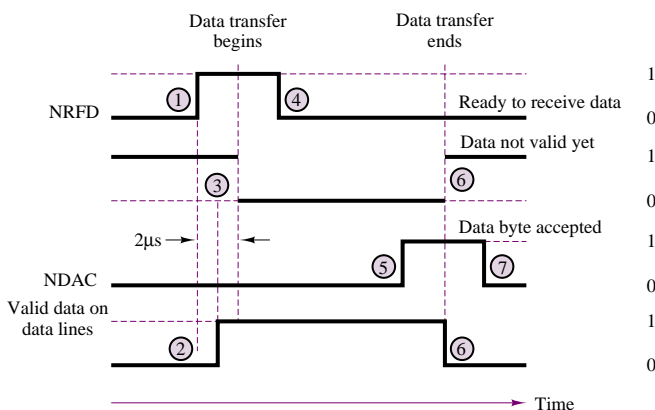 Data transfer
begins
Data transfer
ends
1
1
4
Ready to receive data
NRFD
0
Data not valid yet
1
3
6
0
2μs
Data byte accepted
1
5
7
NDAC
0
Valid data on
data lines
1
2
6
0
Time